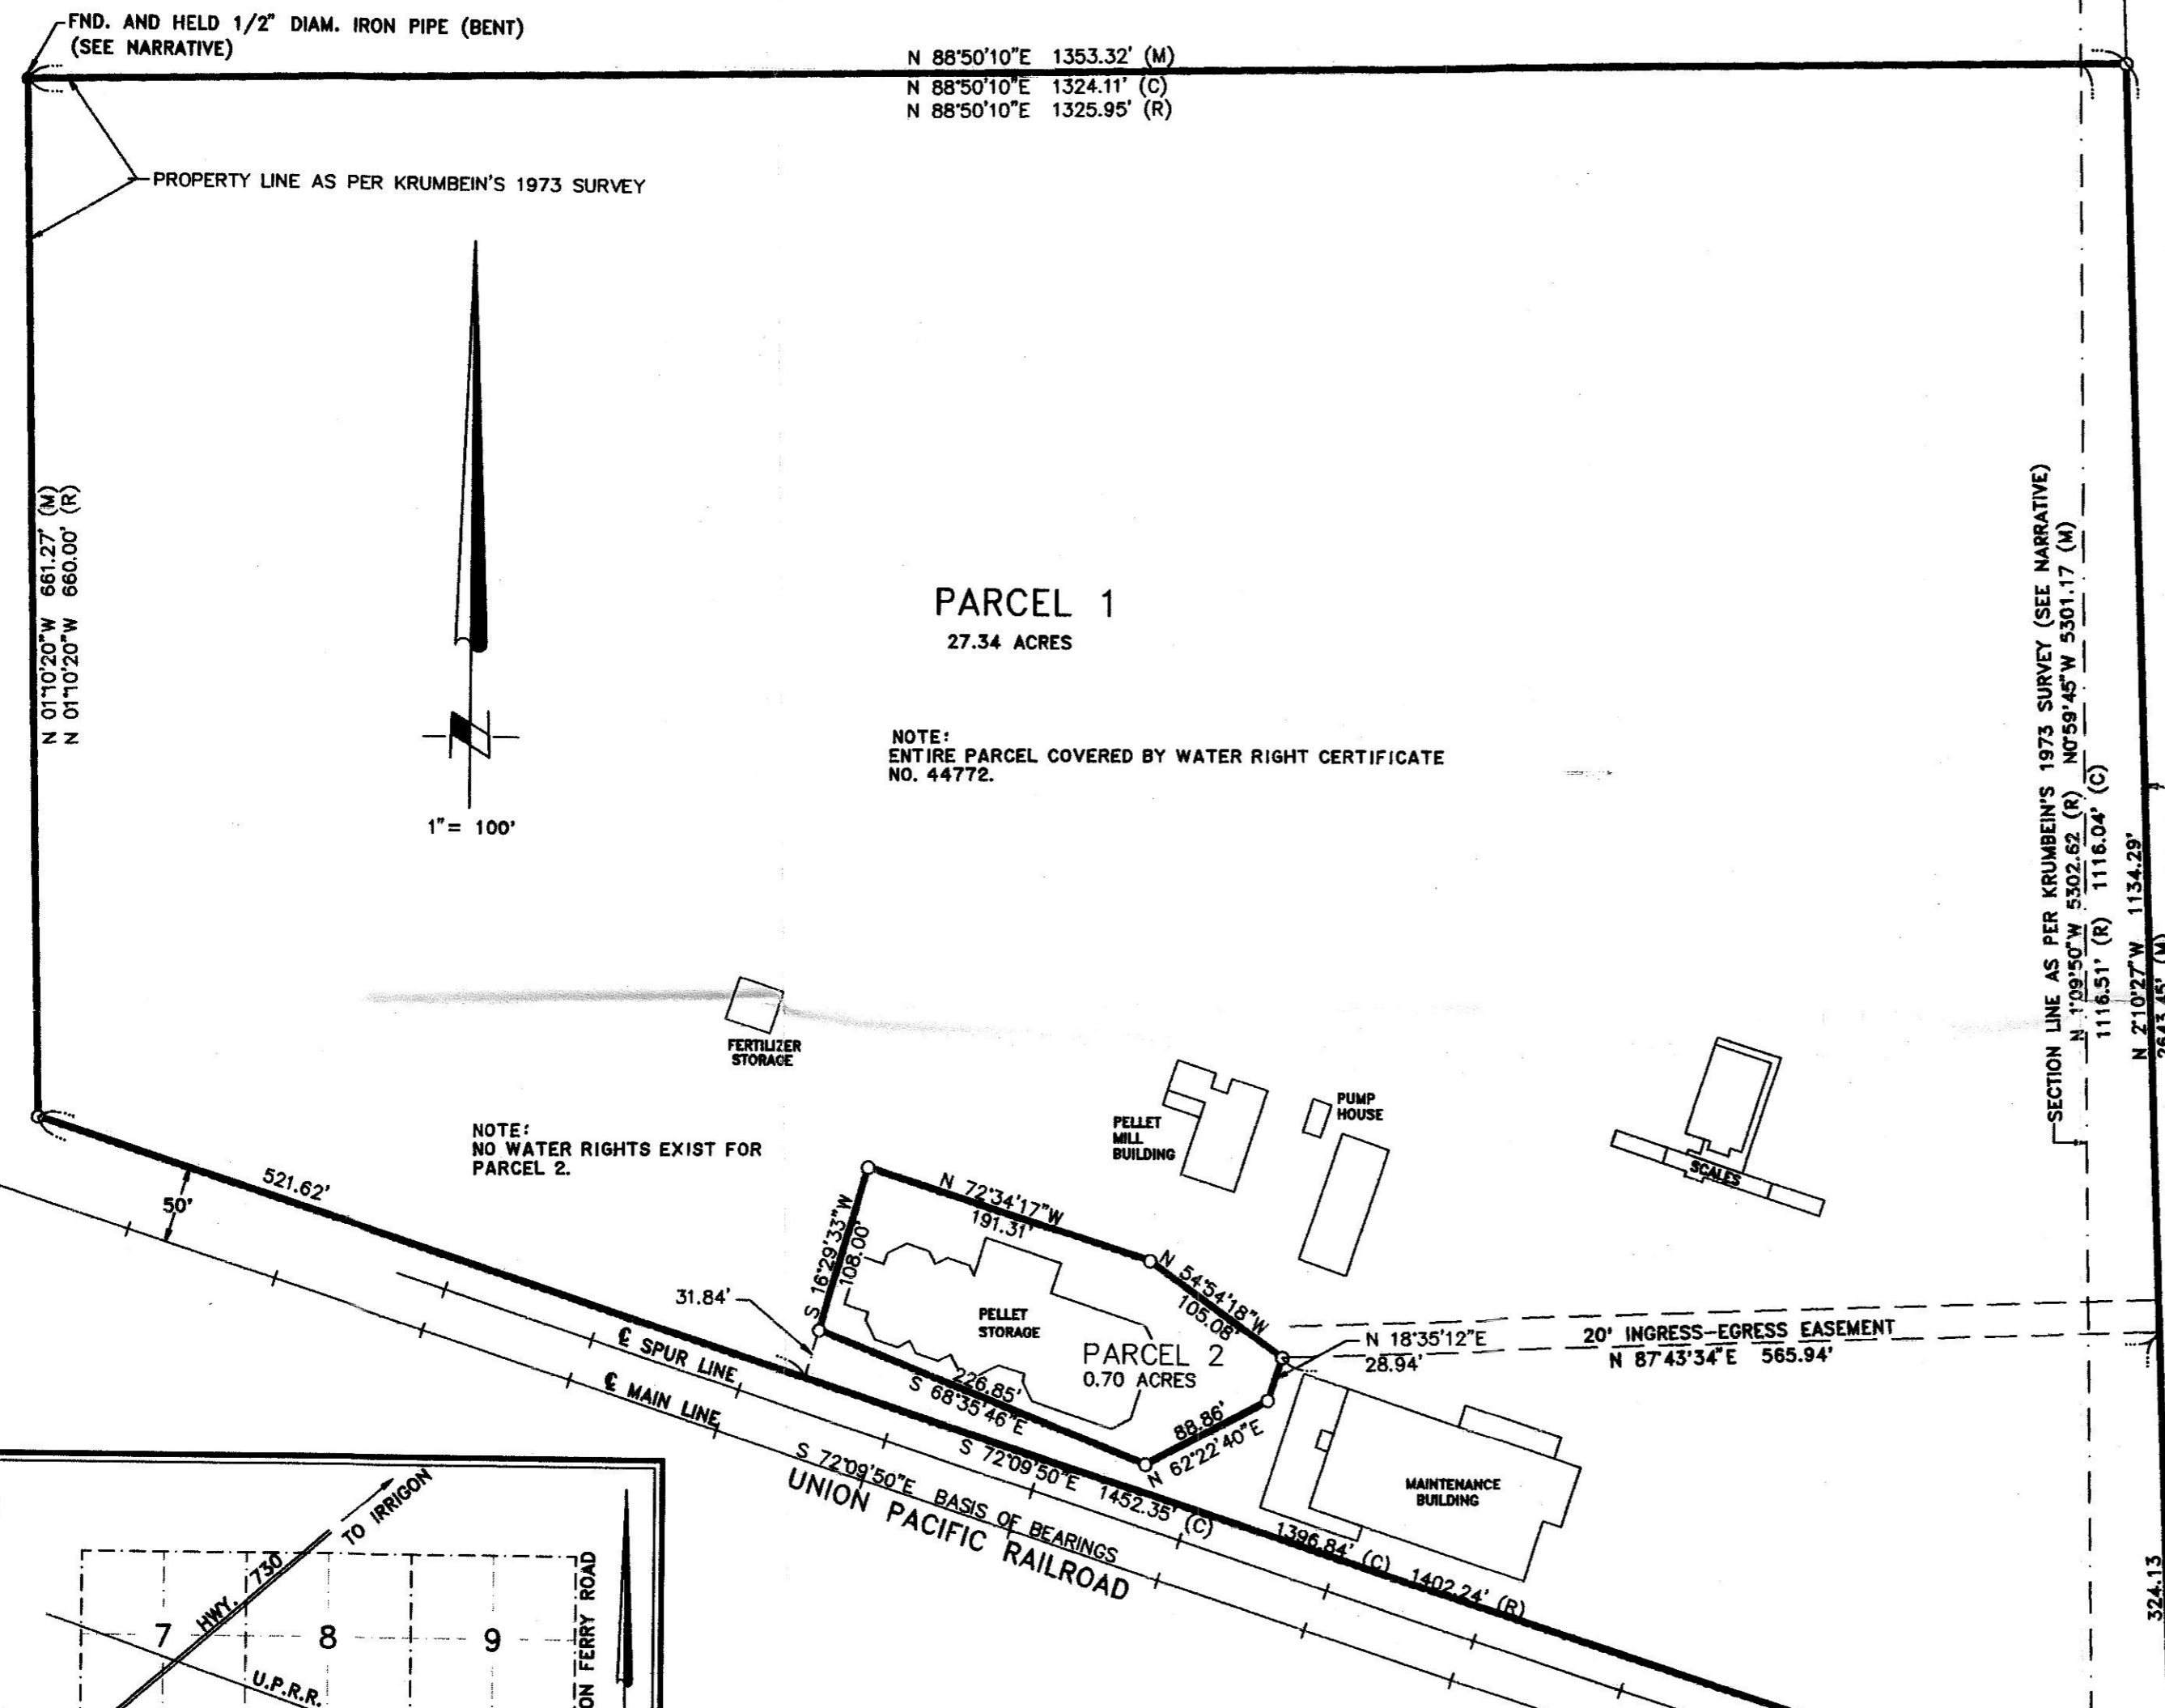 FND. AND HELD 1/2" DIAM. IRON PIPE (BENT)
(SEE NARRATIVE)
N 88°50'10"E 1353.32' (M)
N 88°50'10"E 1324.11' (C)
N 88°50'10"E 1325.95' (R)
PROPERTY LINE AS PER KRUMBEIN'S 1973 SURVEY
N 01°10'20"W 661.27' (M)
N 01°10'20"W 660.00' (R)
1"= 100'
PARCEL 1
27.34 ACRES
NOTE:
ENTIRE PARCEL COVERED BY WATER RIGHT CERTIFICATE
NO. 44772.
SECTION LINE AS PER KRUMBEIN'S 1973 SURVEY (SEE NARRATIVE)
N 1°09'50"W 5302.62 (R) N0°59'45"W 5301.17 (M)
1116.51' (R) 1116.04' (C)
N 2°10'27"W 1134.29'
2643.45' (M)
324.13
FERTILIZER
STORAGE
NOTE:
NO WATER RIGHTS EXIST FOR
PARCEL 2.
PELLET
MILL
BUILDING
PUMP
HOUSE
SCALES
521.62'
50'
31.84'
S 16°29'33"W
108.00'
N 72°34'17"W
191.31'
N 54°54'18"W
105.08'
N 18°35'12"E
28.94'
20' INGRESS-EGRESS EASEMENT
N 87°43'34"E 565.94'
PELLET
STORAGE
PARCEL 2
0.70 ACRES
226.85'
S 68°35'46"E
88.86'
N 62°22'40"E
MAINTENANCE
BUILDING
℄ SPUR LINE
℄ MAIN LINE
S 72°09'50"E 1452.35' (C)
1396.84' (C) 1402.24' (R)
S 72°09'50"E BASIS OF BEARINGS
UNION PACIFIC RAILROAD
TO IRRIGON
HWY. 730
7 8 9
U.P.R.R.
ON FERRY ROAD